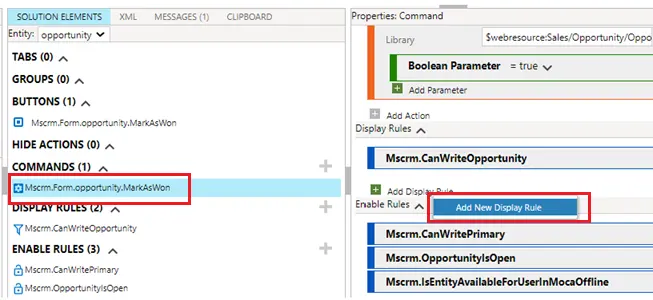 SOLUTION ELEMENTS XML MESSAGES (1) CLIPBOARD
Entity: opportunity
TABS (0)
GROUPS (0)
BUTTONS (1)
Mscrm.Form.opportunity.MarkAsWon
HIDE ACTIONS (0)
COMMANDS (1)
Mscrm.Form.opportunity.MarkAsWon
DISPLAY RULES (2)
Mscrm.CanWriteOpportunity
ENABLE RULES (3)
Mscrm.CanWritePrimary
Mscrm.OpportunityIsOpen
Properties: Command
Library $webresource:Sales/Opportunity/Oppo
Boolean Parameter = true
Add Parameter
Add Action
Display Rules
Mscrm.CanWriteOpportunity
Add Display Rule
Enable Rules
Add New Display Rule
Mscrm.CanWritePrimary
Mscrm.OpportunityIsOpen
Mscrm.IsEntityAvailableForUserInMocaOffline